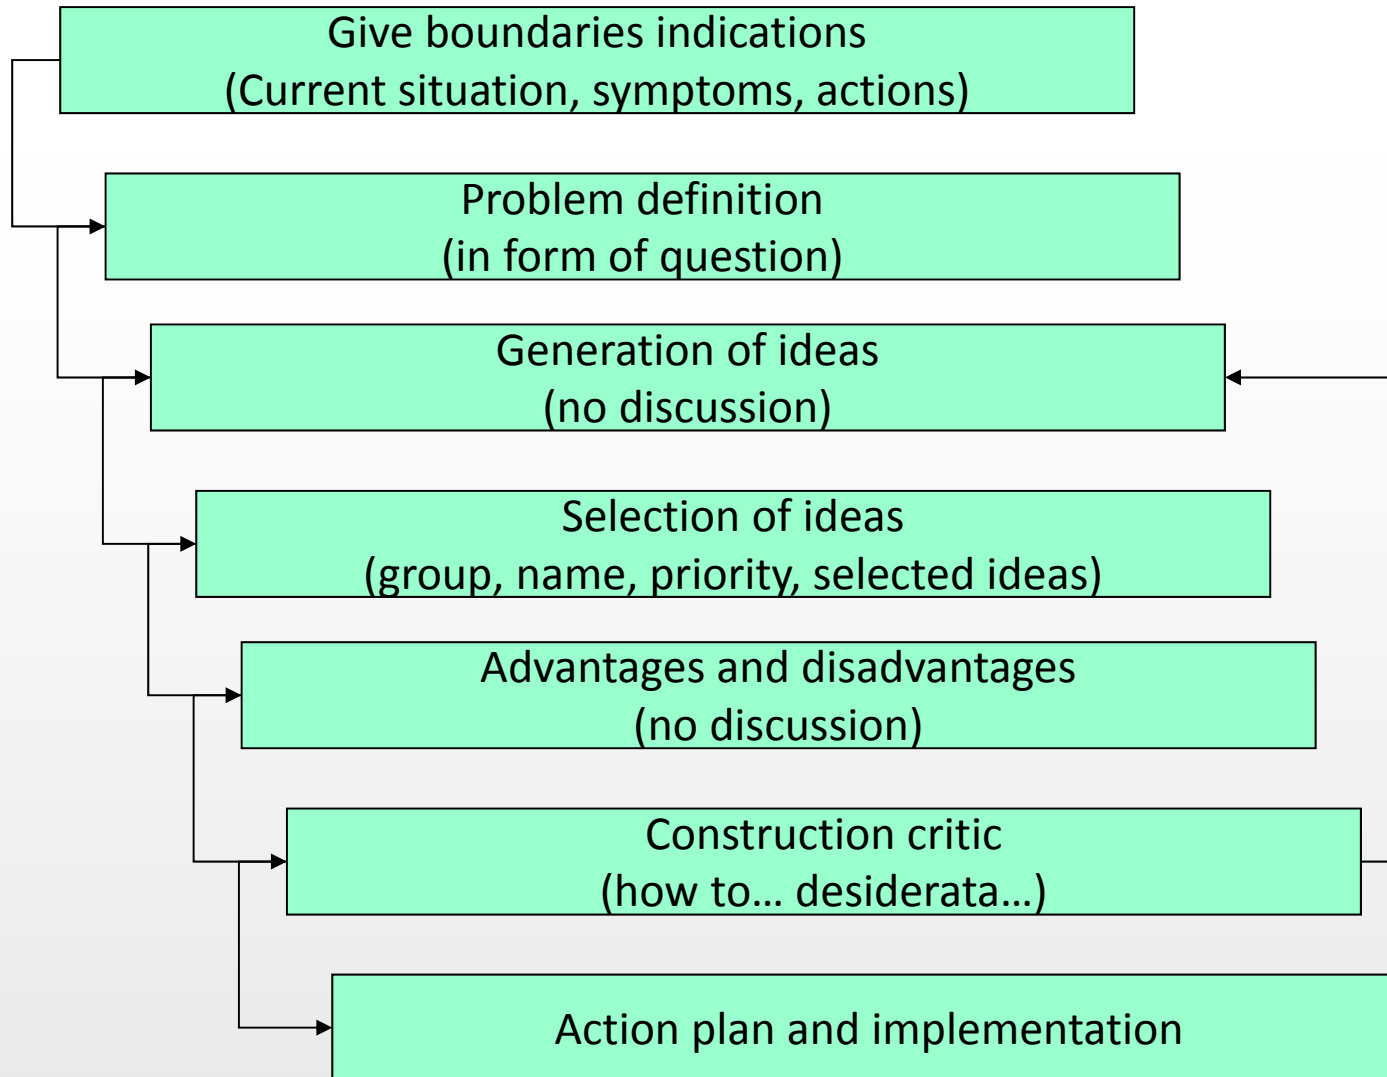 Give boundaries indications
(Current situation, symptoms, actions)
Problem definition
(in form of question)
Generation of ideas
(no discussion)
Selection of ideas
(group, name, priority, selected ideas)
Advantages and disadvantages
(no discussion)
Construction critic
(how to… desiderata…)
Action plan and implementation